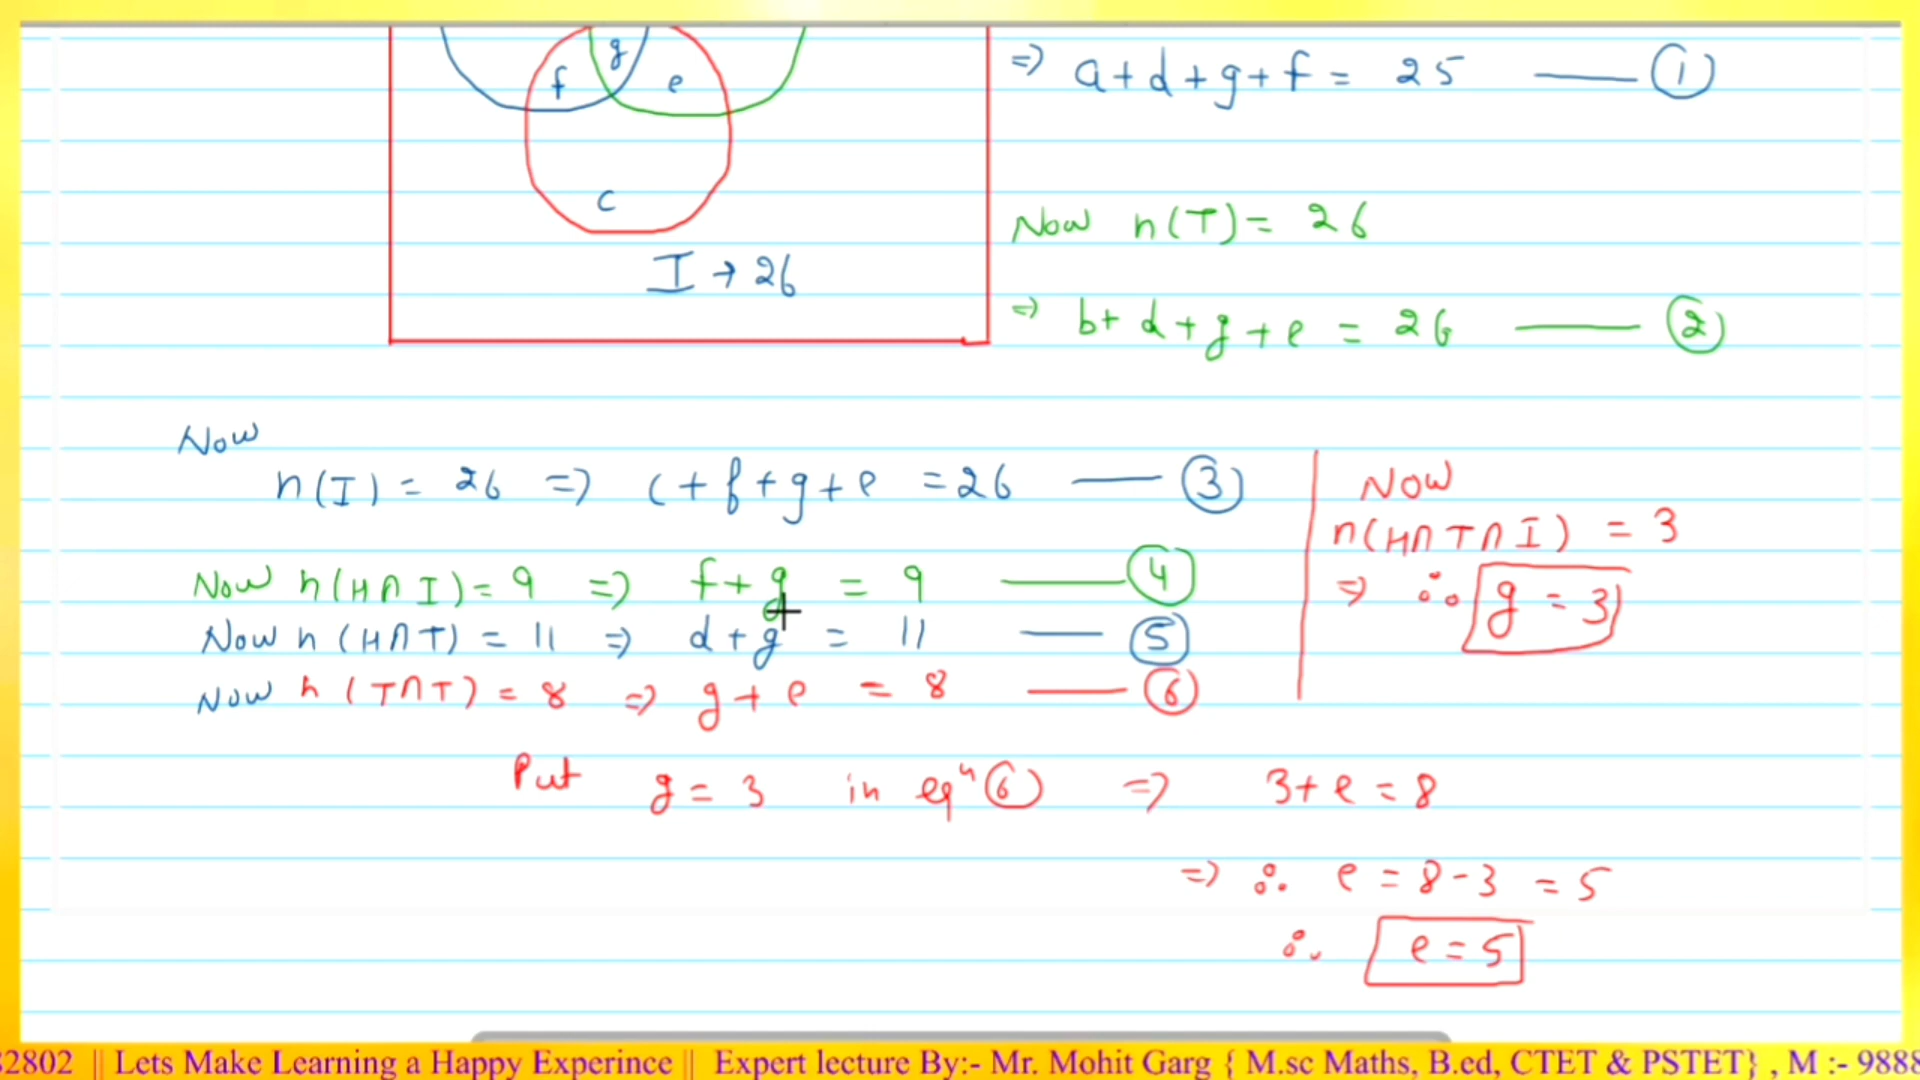 g
f e
⇒ a+d+g+f = 25 —— ①
c
Now n(T) = 26
I → 26
⇒ b+d+g+e = 26 —— ②
Now
n(I) = 26 ⇒ c+f+g+e = 26 —— ③
Now n(H∩I) = 9 ⇒ f+g = 9 —— ④
Now n(H∩T) = 11 ⇒ d+g = 11 —— ⑤
Now n(T∩T) = 8 ⇒ g+e = 8 —— ⑥
Now
n(H∩T∩I) = 3
⇒ ∴ g = 3
Put g = 3 in eqⁿ ⑥ ⇒ 3+e = 8
⇒ ∴ e = 8-3 = 5
∴ e = 5
32802 || Lets Make Learning a Happy Experince || Expert lecture By:- Mr. Mohit Garg { M.sc Maths, B.ed, CTET & PSTET} , M :- 9888